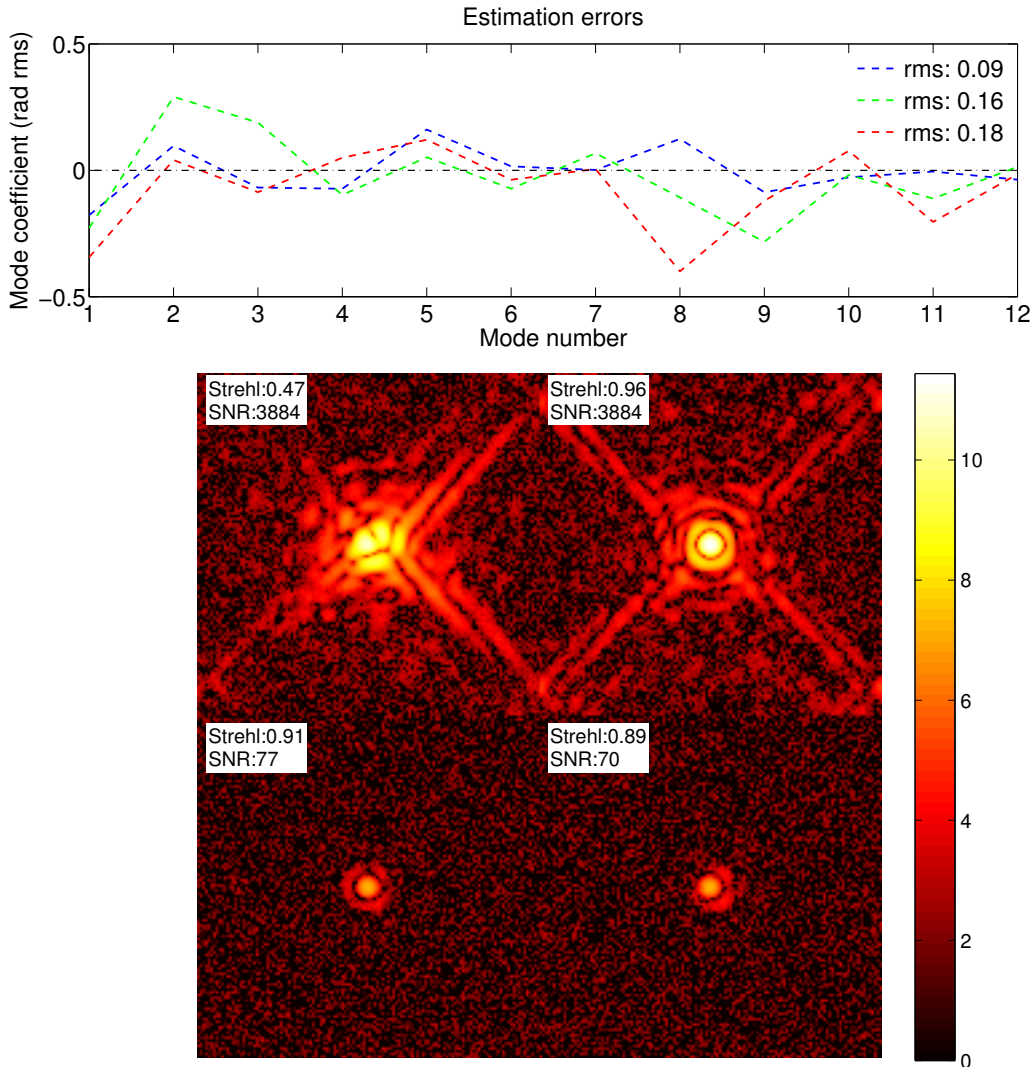 Estimation errors
Mode coefficient (rad rms)
0.5
0
−0.5
rms: 0.09
rms: 0.16
rms: 0.18
1 2 3 4 5 6 7 8 9 10 11 12
Mode number
Strehl:0.47
SNR:3884
Strehl:0.96
SNR:3884
Strehl:0.91
SNR:77
Strehl:0.89
SNR:70
10
8
6
4
2
0